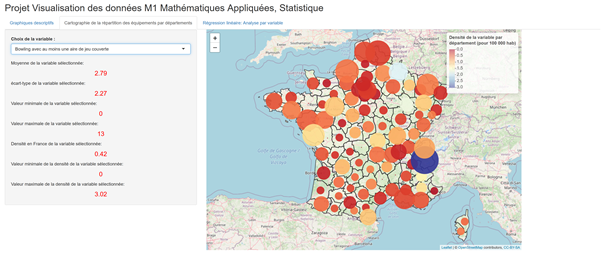 Projet Visualisation des données M1 Mathématiques Appliquées, Statistique
Graphiques descriptifs
Cartographie de la répartition des équipements par départements
Régression linéaire: Analyse par variable
Choix de la variable :
Bowling avec au moins une aire de jeu couverte
Moyenne de la variable sélectionnée:
2.79
écart-type de la variable sélectionnée:
2.27
Valeur minimale de la variable sélectionnée:
0
Valeur maximale de la variable sélectionnée:
13
Densité en France de la variable sélectionnée:
0.42
Valeur minimale de la densité de la variable sélectionnée:
0
Valeur maximale de la densité de la variable sélectionnée:
3.02
+
−
Densité de la variable par
département (pour 100 000 hab)
0.0
0.5
1.0
1.5
2.0
2.5
3.0
France
Barcelona
Leaflet | © OpenStreetMap contributors, CC-BY-SA